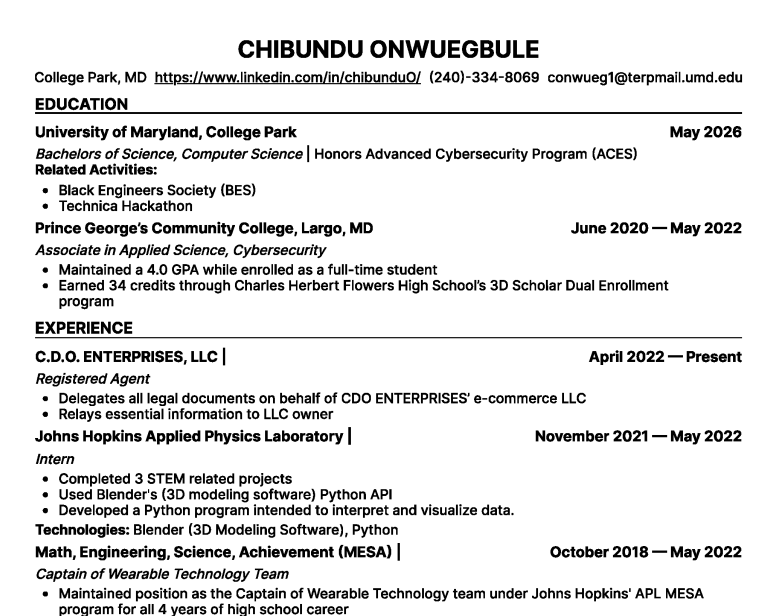 CHIBUNDU ONWUEGBULE
College Park, MD https://www.linkedin.com/in/chibunduO/ (240)-334-8069 conwueg1@terpmail.umd.edu
EDUCATION
University of Maryland, College Park May 2026
Bachelors of Science, Computer Science | Honors Advanced Cybersecurity Program (ACES)
Related Activities:
• Black Engineers Society (BES)
• Technica Hackathon
Prince George's Community College, Largo, MD June 2020 — May 2022
Associate in Applied Science, Cybersecurity
• Maintained a 4.0 GPA while enrolled as a full-time student
• Earned 34 credits through Charles Herbert Flowers High School's 3D Scholar Dual Enrollment
program
EXPERIENCE
C.D.O. ENTERPRISES, LLC | April 2022 — Present
Registered Agent
• Delegates all legal documents on behalf of CDO ENTERPRISES' e-commerce LLC
• Relays essential information to LLC owner
Johns Hopkins Applied Physics Laboratory | November 2021 — May 2022
Intern
• Completed 3 STEM related projects
• Used Blender's (3D modeling software) Python API
• Developed a Python program intended to interpret and visualize data.
Technologies: Blender (3D Modeling Software), Python
Math, Engineering, Science, Achievement (MESA) | October 2018 — May 2022
Captain of Wearable Technology Team
• Maintained position as the Captain of Wearable Technology team under Johns Hopkins' APL MESA
program for all 4 years of high school career